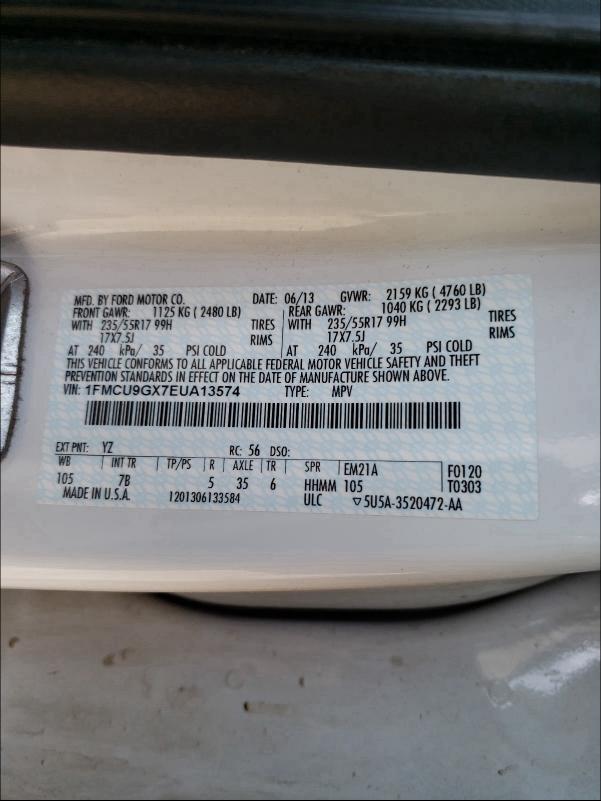 MFD. BY FORD MOTOR CO. DATE: 06/13 GVWR: 2159 KG ( 4760 LB)
FRONT GAWR: 1125 KG ( 2480 LB) REAR GAWR: 1040 KG ( 2293 LB)
WITH 235/55R17 99H TIRES WITH 235/55R17 99H TIRES
17X7.5J RIMS 17X7.5J RIMS
AT 240 kPa/ 35 PSI COLD AT 240 kPa/ 35 PSI COLD
THIS VEHICLE CONFORMS TO ALL APPLICABLE FEDERAL MOTOR VEHICLE SAFETY AND THEFT
PREVENTION STANDARDS IN EFFECT ON THE DATE OF MANUFACTURE SHOWN ABOVE.
VIN: 1FMCU9GX7EUA13574 TYPE: MPV
EXT PNT: YZ RC: 56 DSO:
WB INT TR TP/PS R AXLE TR SPR EM21A F0120
105 7B 5 35 6 HHMM 105 T0303
MADE IN U.S.A. 1201306133584 ULC ▽5U5A-3520472-AA